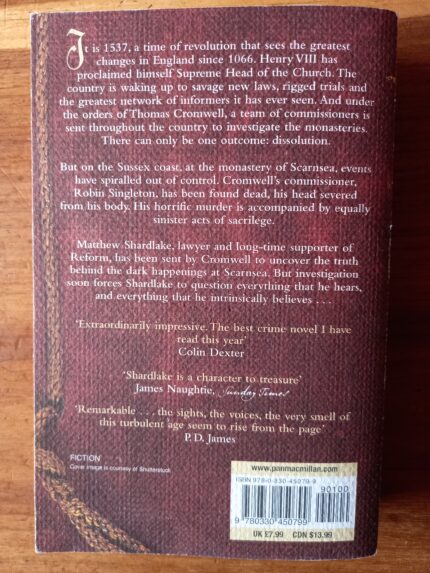 It is 1537, a time of revolution that sees the greatest
changes in England since 1066. Henry VIII has
proclaimed himself Supreme Head of the Church. The
country is waking up to savage new laws, rigged trials and
the greatest network of informers it has ever seen. And under
the orders of Thomas Cromwell, a team of commissioners is
sent throughout the country to investigate the monasteries.
There can only be one outcome: dissolution.
But on the Sussex coast, at the monastery of Scarnsea, events
have spiralled out of control. Cromwell's commissioner,
Robin Singleton, has been found dead, his head severed
from his body. His horrific murder is accompanied by equally
sinister acts of sacrilege.
Matthew Shardlake, lawyer and long-time supporter of
Reform, has been sent by Cromwell to uncover the truth
behind the dark happenings at Scarnsea. But investigation
soon forces Shardlake to question everything that he hears,
and everything that he intrinsically believes . . .
'Extraordinarily impressive. The best crime novel I have
read this year'
Colin Dexter
'Shardlake is a character to treasure'
James Naughtie, Sunday Times
'Remarkable . . . the sights, the voices, the very smell of
this turbulent age seem to rise from the page'
P. D. James
FICTION
Cover image is courtesy of Shutterstock
www.panmacmillan.com
ISBN 978-0-330-45079-9
90100
9 780330 450799
UK £7.99 CDN $13.99